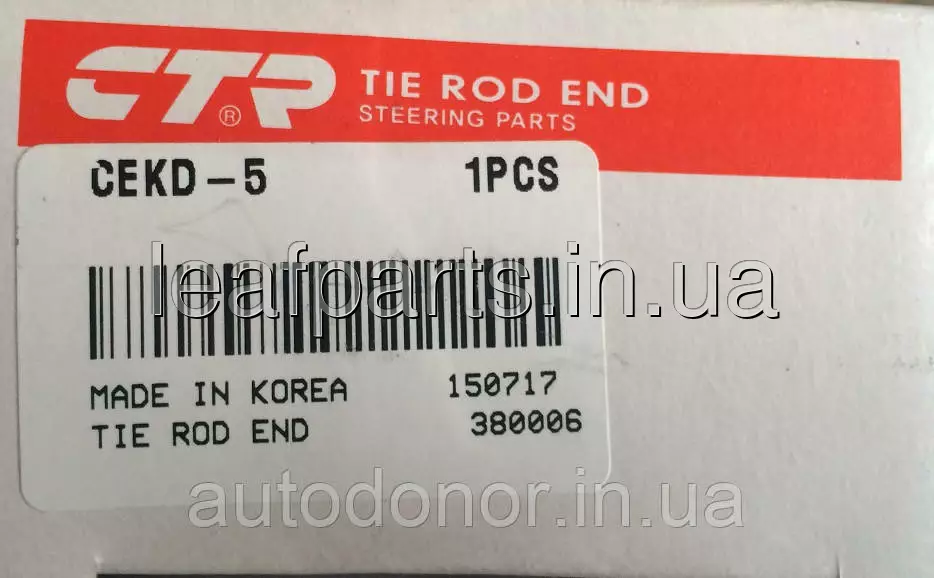 CTR® TIE ROD END
STEERING PARTS
CEKD-5 1PCS
leafparts.in.ua
MADE IN KOREA 150717
TIE ROD END 380006
autodonor.in.ua